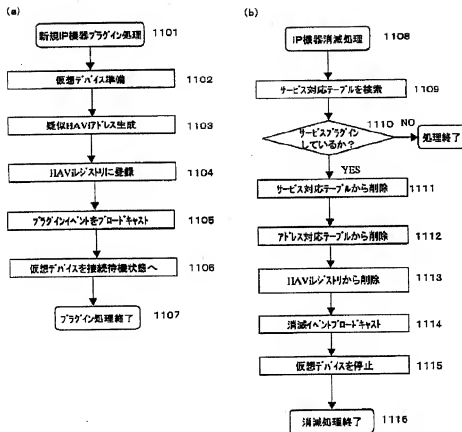 (a)
新規IP機器プラグイン処理 1101
仮想デバイス準備 1102
疑似HAViアドレス生成 1103
HAViレジストリに登録 1104
プラグインイベントをブロードキャスト 1105
仮想デバイスを接続待機状態へ 1106
プラグイン処理終了 1107
(b)
IP機器消滅処理 1108
サービス対応テーブルを検索 1109
サービスプラグインしているか? 1110 NO 処理終了
YES
サービス対応テーブルから削除 1111
アドレス対応テーブルから削除 1112
HAViレジストリから削除 1113
消滅イベントブロードキャスト 1114
仮想デバイスを停止 1115
消滅処理終了 1116